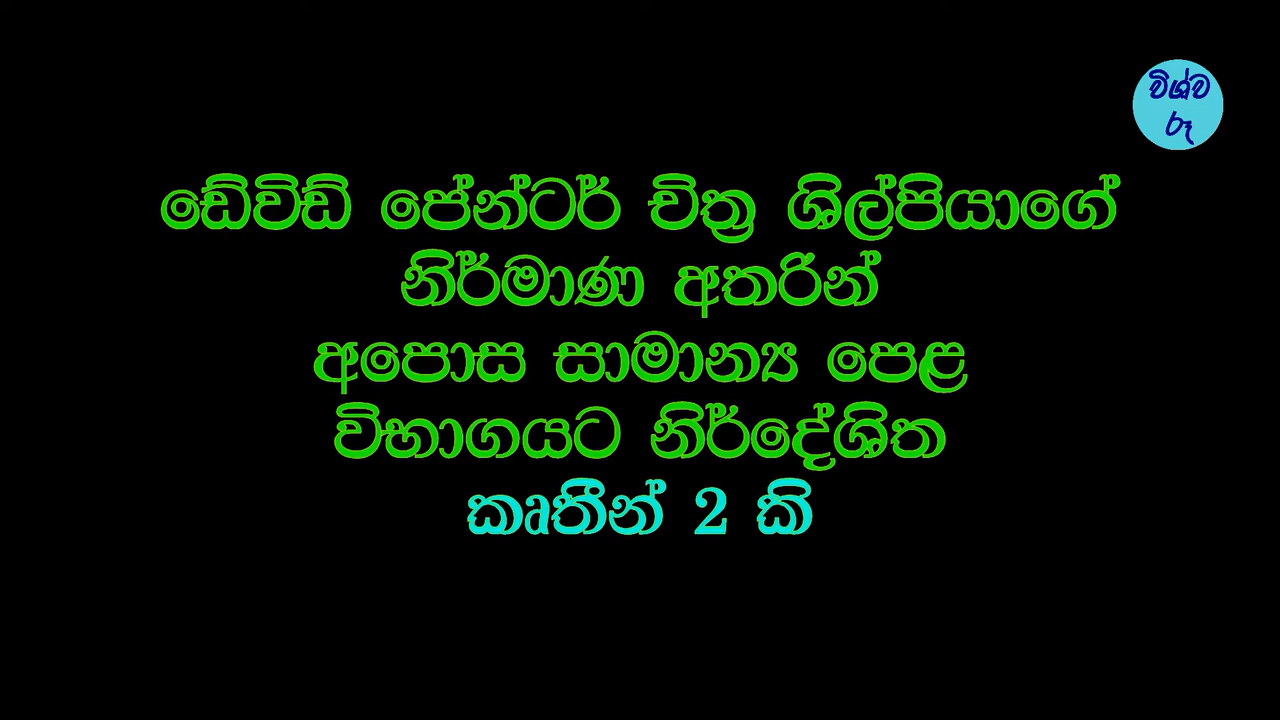 විශ්ව
රූ
ඩේවිඩ් පේන්ටර් චිත්‍ර ශිල්පියාගේ
නිර්මාණ අතරින්
අපොස සාමාන්‍ය පෙළ
විභාගයට නිර්දේශිත
කෘතීන් 2 කි